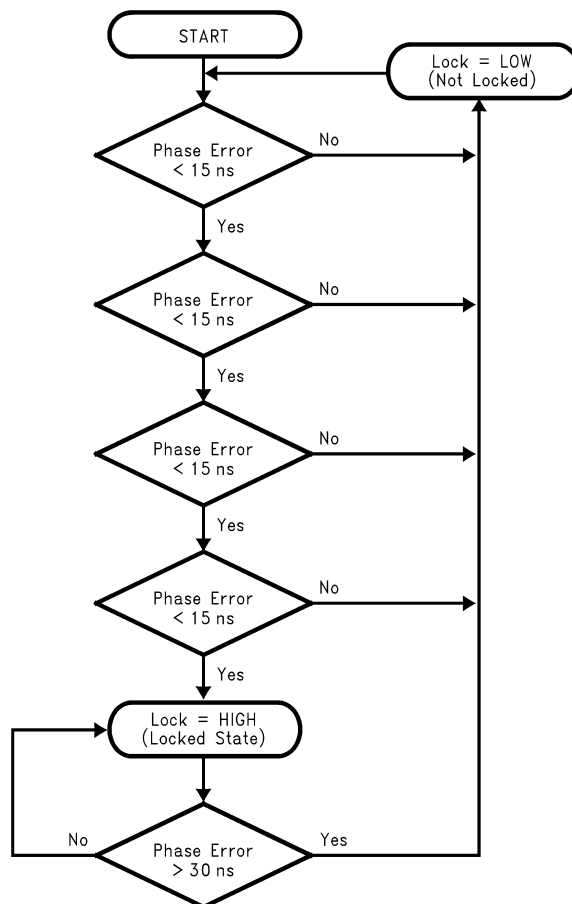 START
Lock = LOW
(Not Locked)
No
Phase Error
< 15 ns
Yes
No
Phase Error
< 15 ns
Yes
No
Phase Error
< 15 ns
Yes
No
Phase Error
< 15 ns
Yes
Lock = HIGH
(Locked State)
No
Yes
Phase Error
> 30 ns